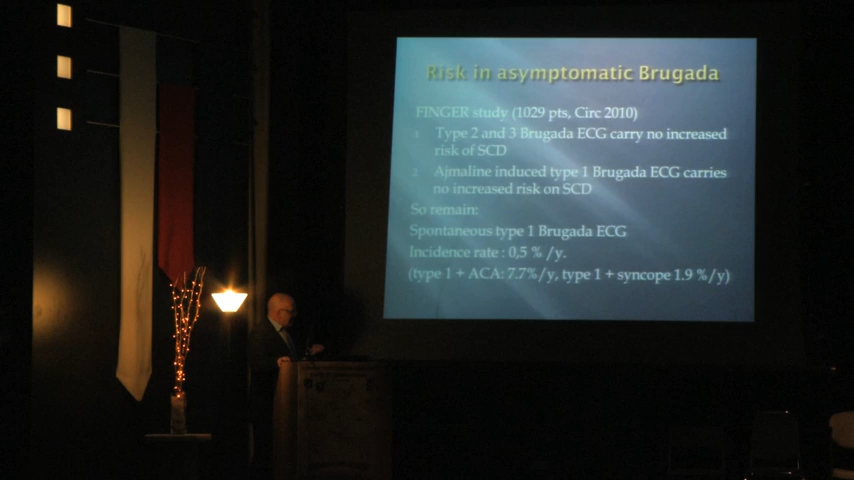 Risk in asymptomatic Brugada
FINGER study (1029 pts, Circ 2010)
1 Type 2 and 3 Brugada ECG carry no increased
risk of SCD
2 Ajmaline induced type 1 Brugada ECG carries
no increased risk on SCD
So remain:
Spontaneous type 1 Brugada ECG
Incidence rate : 0,5 % /y.
(type 1 + ACA: 7.7%/y, type 1 + syncope 1.9 %/y)